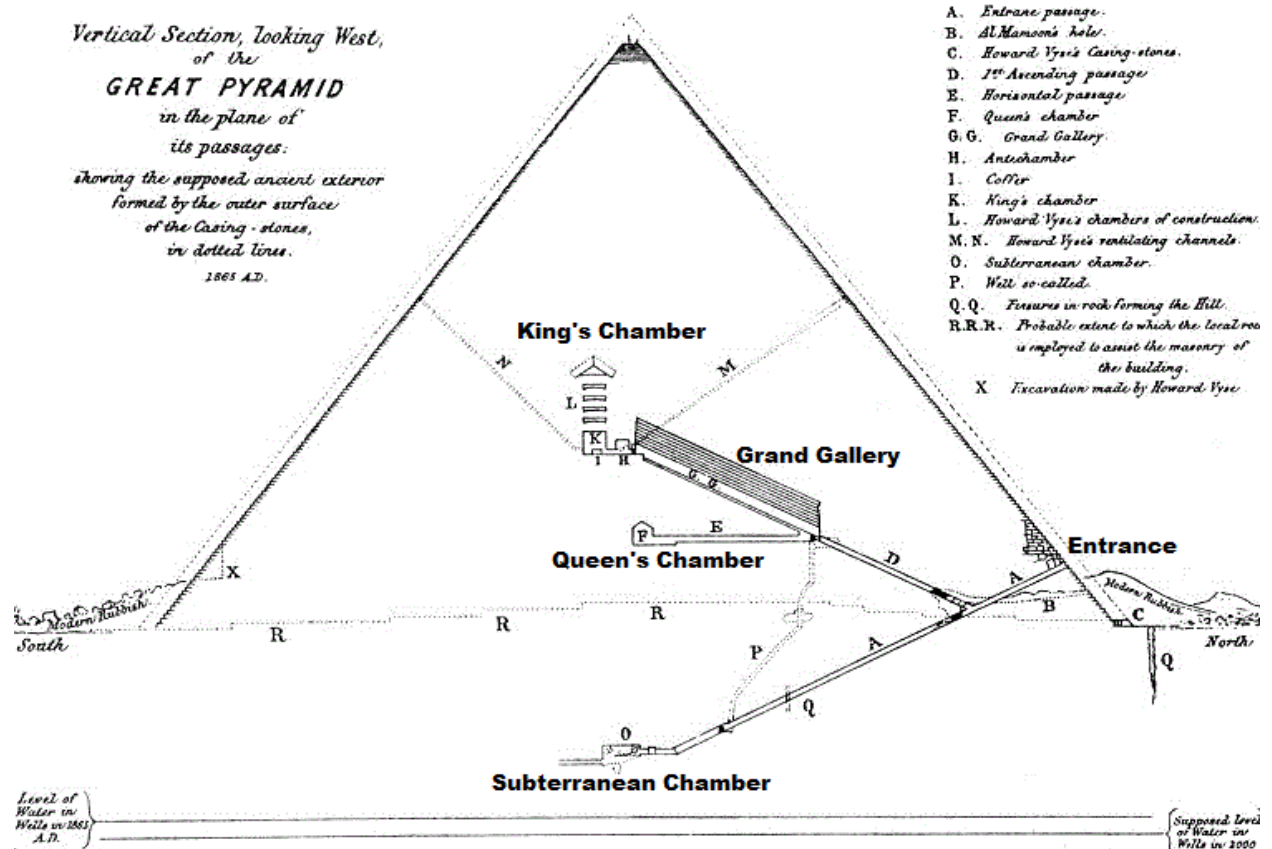 Vertical Section, looking West,
of the
GREAT PYRAMID
in the plane of
its passages:
showing the supposed ancient exterior
formed by the outer surface
of the Casing-stones,
in dotted lines.
1865 A.D.
A. Entrane passage.
B. Al Mamoon's hole.
C. Howard Vyse's Casing-stones.
D. 1st Ascending passage
E. Horizontal passage
F. Queen's chamber
G.G. Grand Gallery.
H. Antechamber
I. Coffer
K. King's chamber
L. Howard Vyse's chambers of construction.
M.N. Howard Vyse's ventilating channels.
O. Subterranean chamber.
P. Well so-called.
Q.Q. Fissures in rock forming the Hill.
R.R.R. Probable extent to which the local roc
is employed to assist the masonry of
the building.
X Excavation made by Howard Vyse
King's Chamber
N
M
L
K
I
H
Grand Gallery
G G
E
F
Queen's Chamber
D
Entrance
A
X
Modern Rubbish
Modern Rubbish
B
C
R
R
R
South
North
A
P
Q
Q
O
Subterranean Chamber
Level of
Water in
Wells in 1865
A.D.
Supposed level
of Water in
Wells in 2000